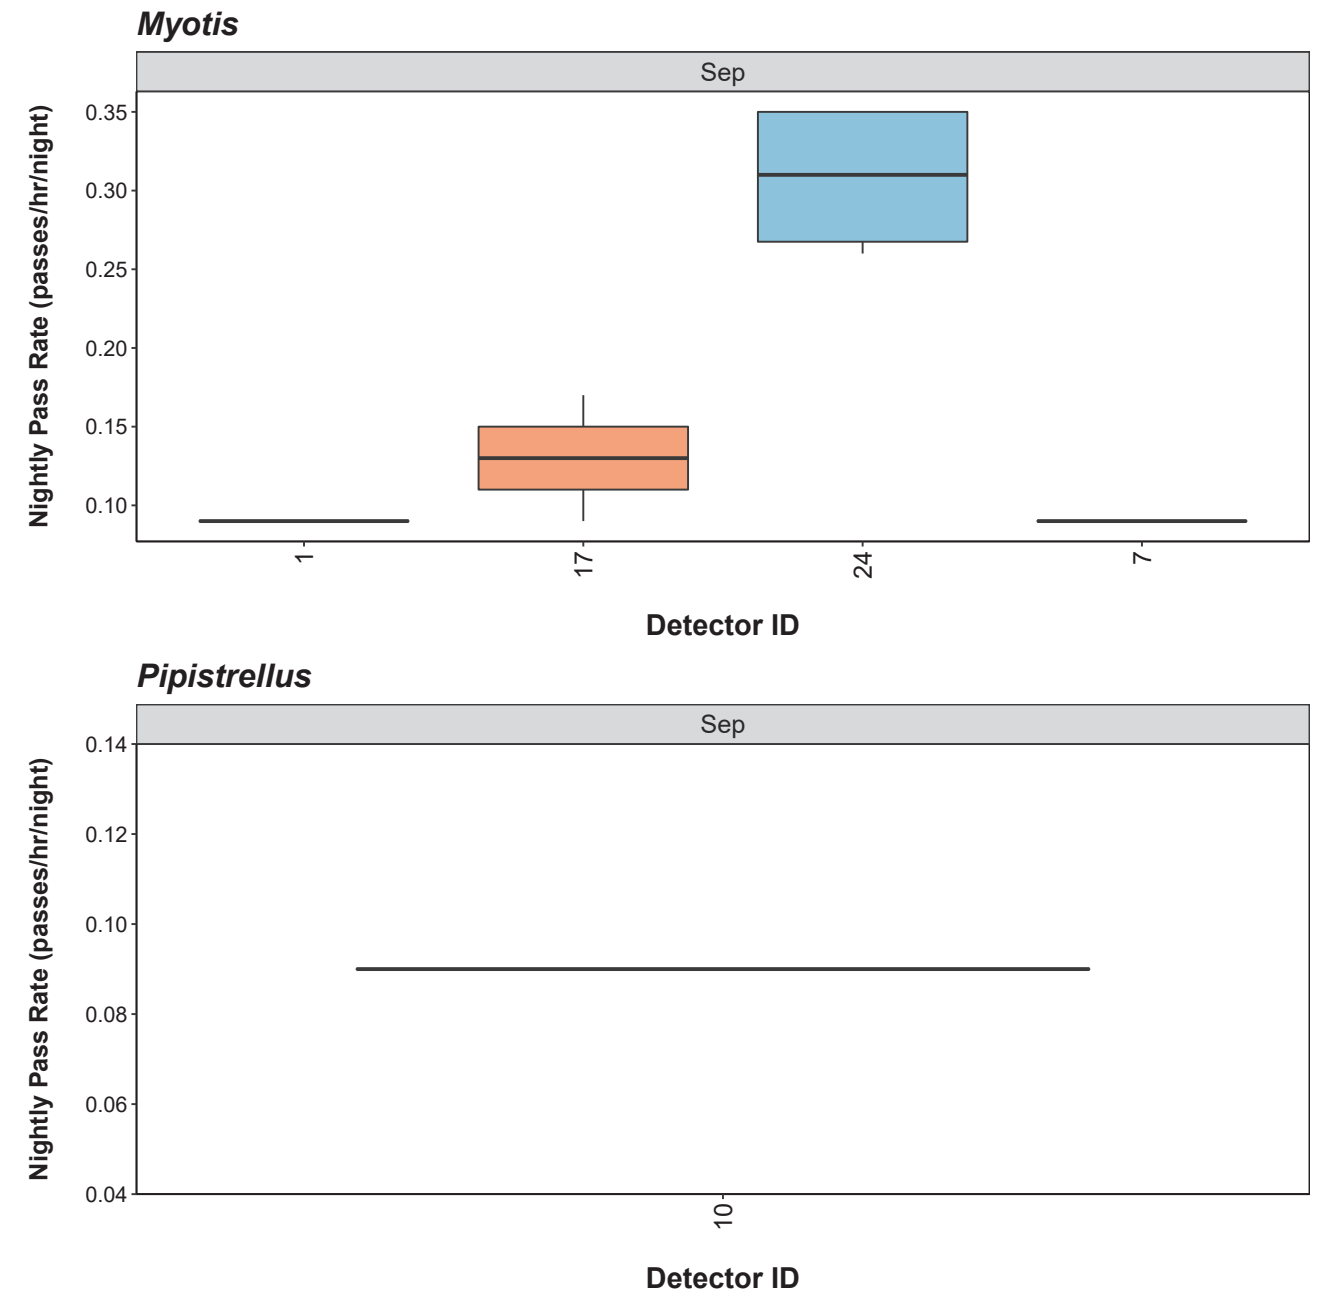 Myotis
Sep
Nightly Pass Rate (passes/hr/night)
0.35
0.30
0.25
0.20
0.15
0.10
1
17
24
7
Detector ID
Pipistrellus
Sep
Nightly Pass Rate (passes/hr/night)
0.14
0.12
0.10
0.08
0.06
0.04
10
Detector ID